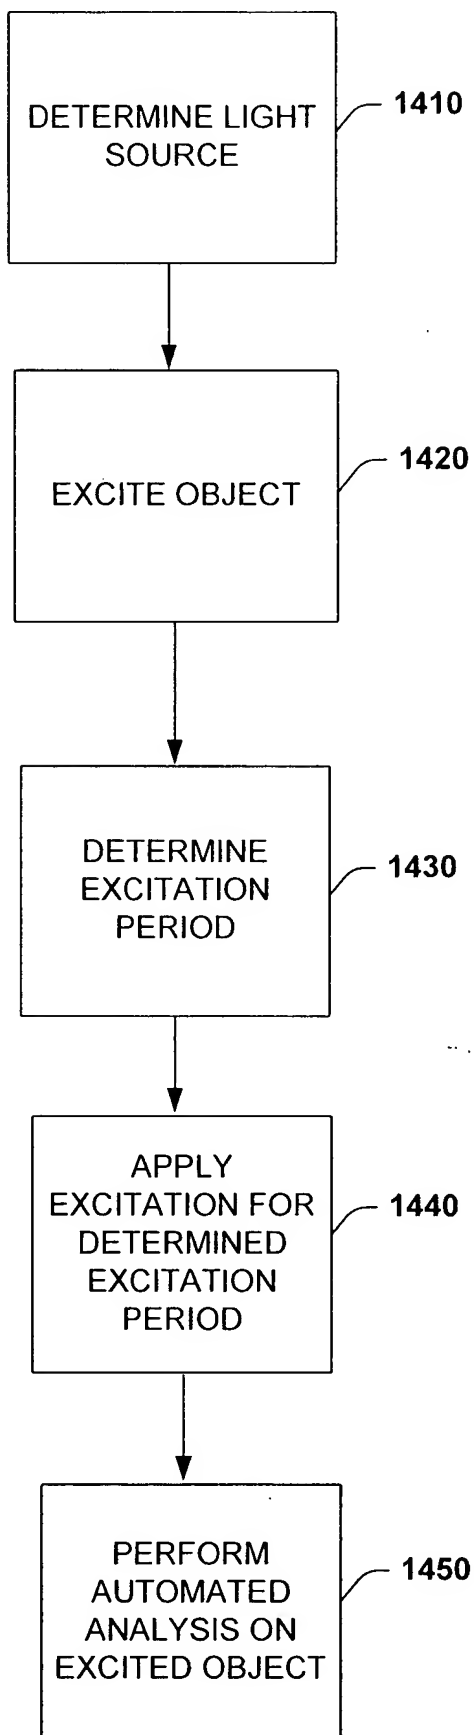 DETERMINE LIGHT
SOURCE
1410
EXCITE OBJECT
1420
DETERMINE
EXCITATION
PERIOD
1430
APPLY
EXCITATION FOR
DETERMINED
EXCITATION
PERIOD
1440
PERFORM
AUTOMATED
ANALYSIS ON
EXCITED OBJECT
1450